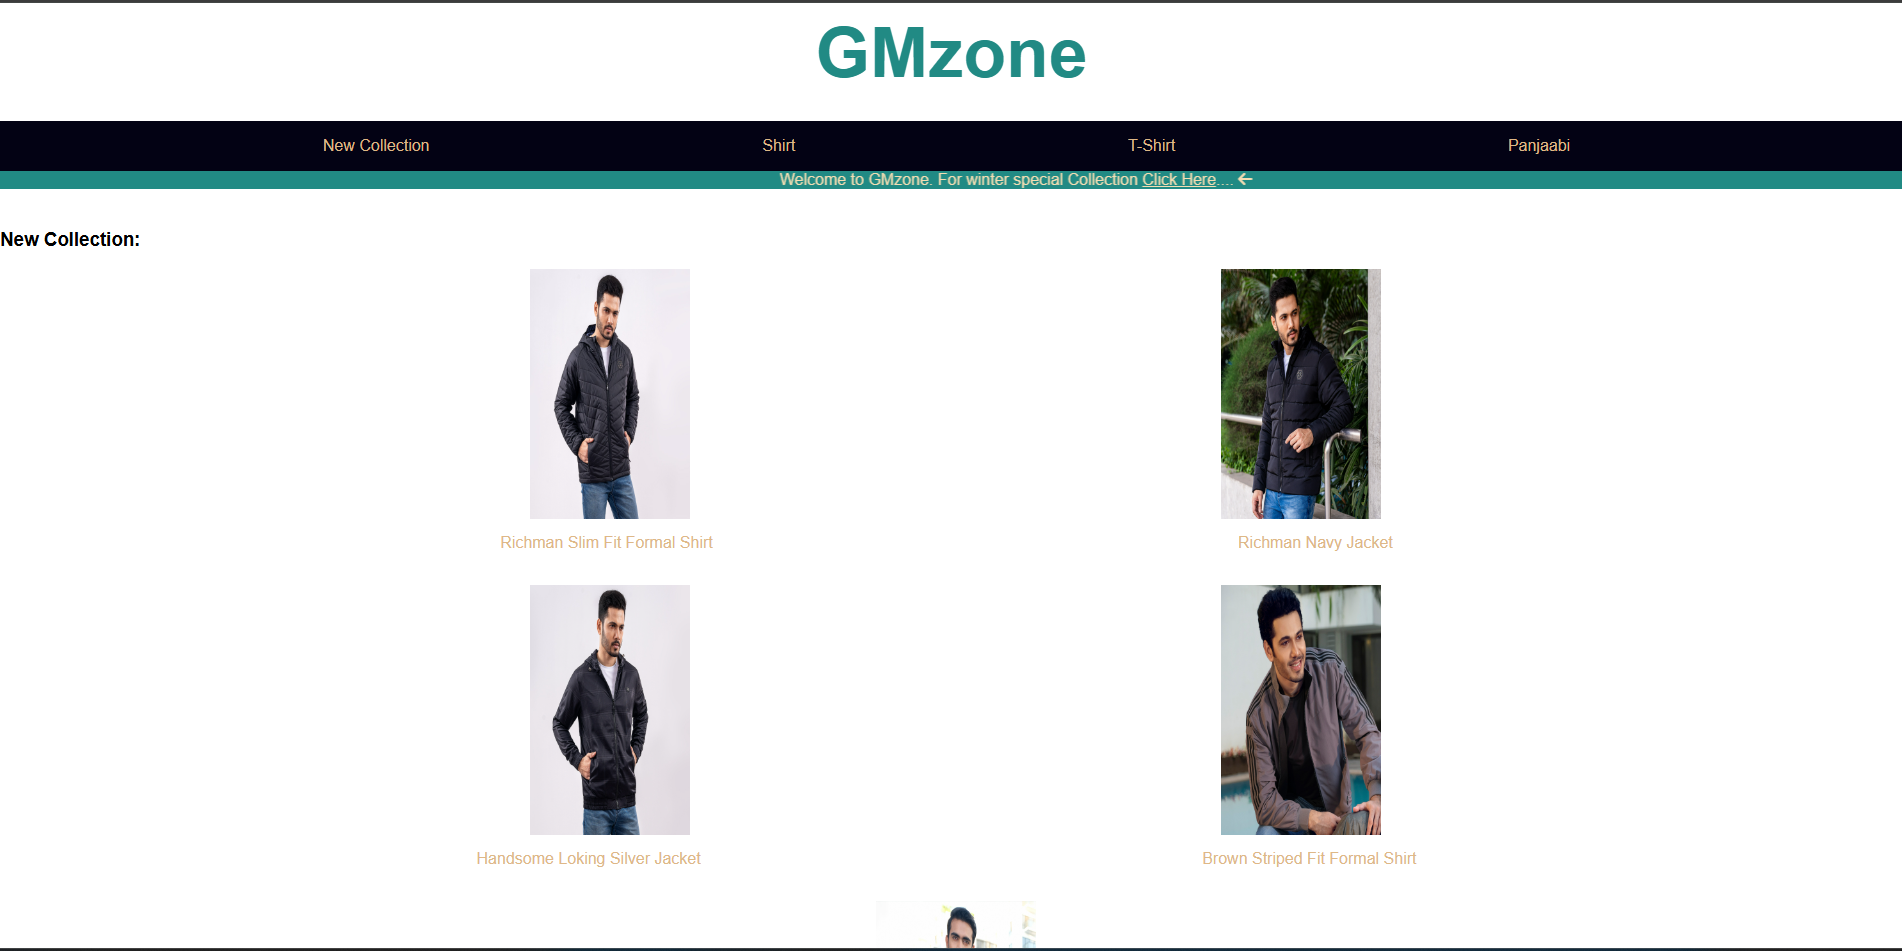 GMzone
New Collection Shirt T-Shirt Panjaabi
Welcome to GMzone. For winter special Collection Click Here....
New Collection:
Richman Slim Fit Formal Shirt Richman Navy Jacket
Handsome Loking Silver Jacket Brown Striped Fit Formal Shirt